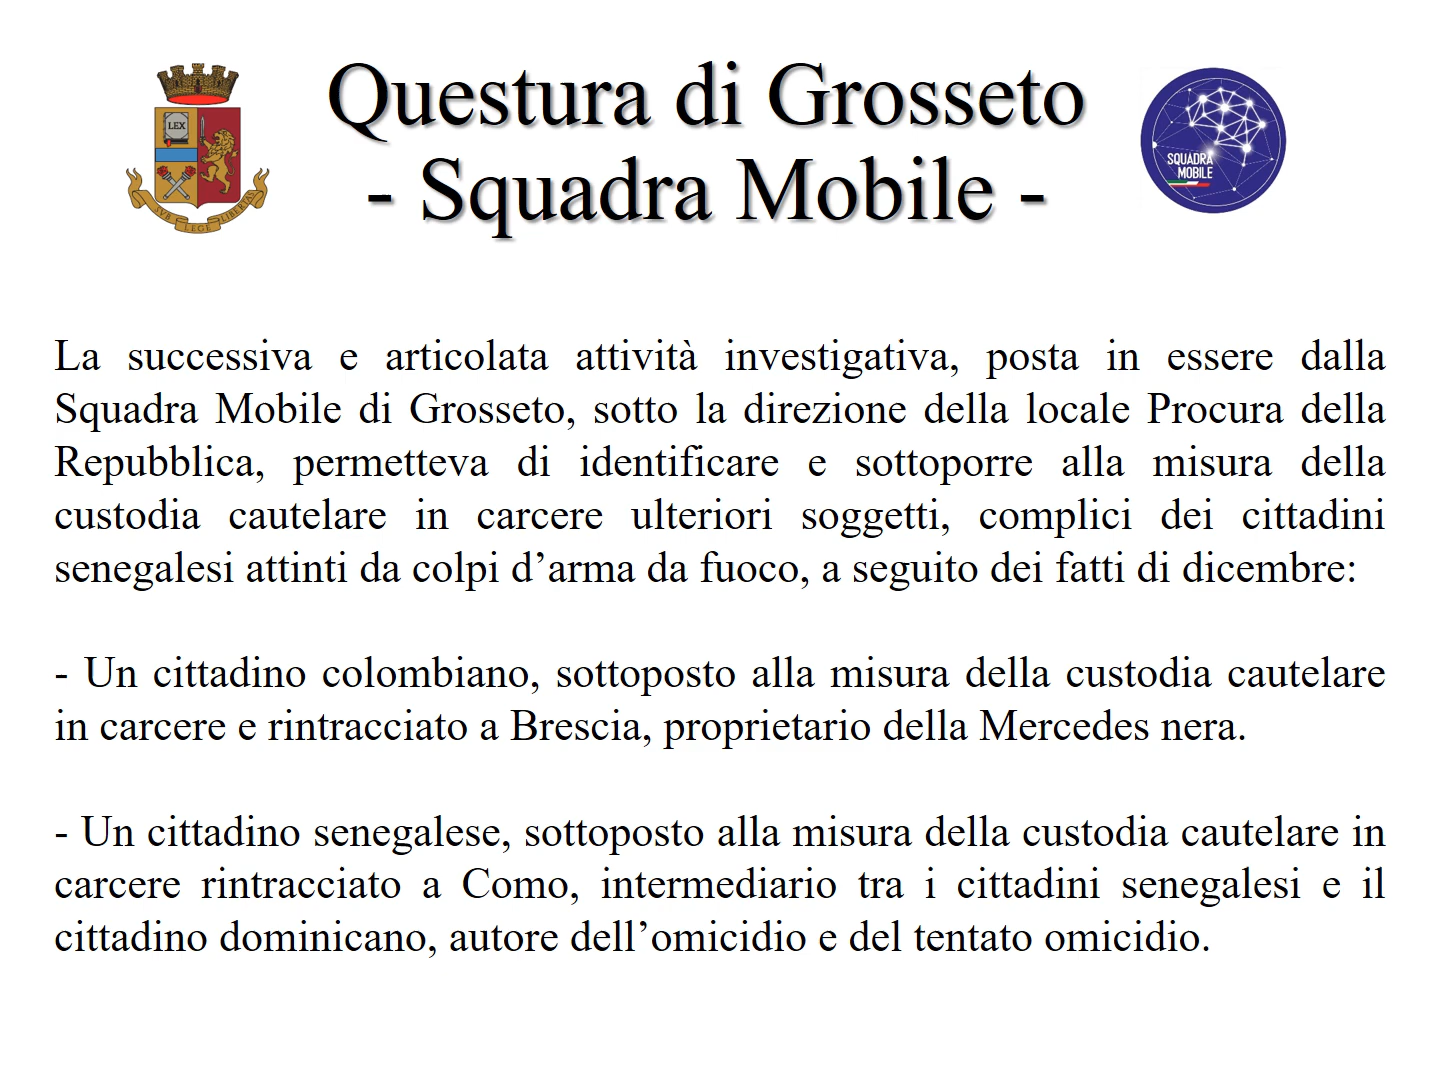 Questura di Grosseto
- Squadra Mobile -
LEX
SVB LEGE LIBERTAS
SQUADRA
MOBILE
La successiva e articolata attività investigativa, posta in essere dalla
Squadra Mobile di Grosseto, sotto la direzione della locale Procura della
Repubblica, permetteva di identificare e sottoporre alla misura della
custodia cautelare in carcere ulteriori soggetti, complici dei cittadini
senegalesi attinti da colpi d’arma da fuoco, a seguito dei fatti di dicembre:
- Un cittadino colombiano, sottoposto alla misura della custodia cautelare
in carcere e rintracciato a Brescia, proprietario della Mercedes nera.
- Un cittadino senegalese, sottoposto alla misura della custodia cautelare in
carcere rintracciato a Como, intermediario tra i cittadini senegalesi e il
cittadino dominicano, autore dell’omicidio e del tentato omicidio.